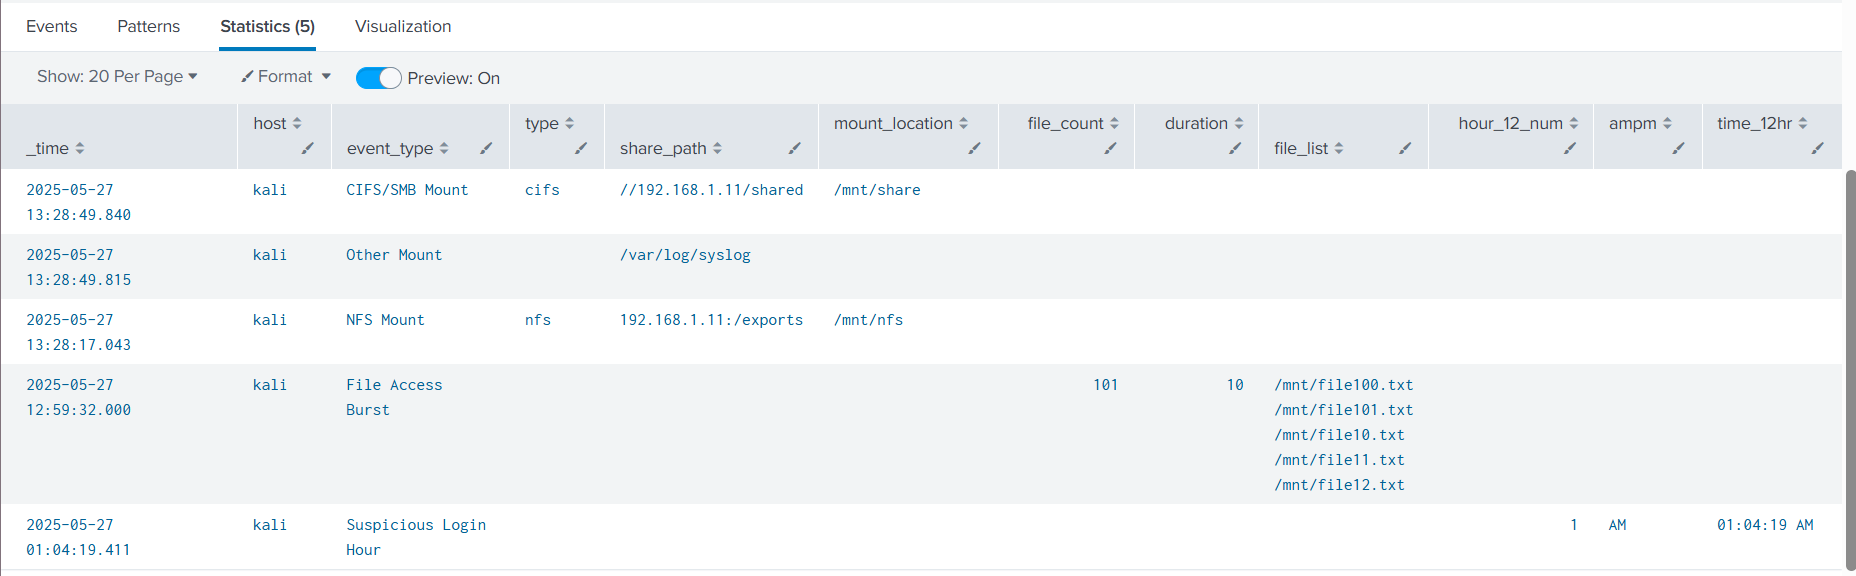 Events Patterns Statistics (5) Visualization
Show: 20 Per Page Format Preview: On
_time host event_type type share_path mount_location file_count duration file_list hour_12_num ampm time_12hr
2025-05-27 kali CIFS/SMB Mount cifs //192.168.1.11/shared /mnt/share
13:28:49.840
2025-05-27 kali Other Mount /var/log/syslog
13:28:49.815
2025-05-27 kali NFS Mount nfs 192.168.1.11:/exports /mnt/nfs
13:28:17.043
2025-05-27 kali File Access 101 10 /mnt/file100.txt
12:59:32.000 Burst /mnt/file101.txt
/mnt/file10.txt
/mnt/file11.txt
/mnt/file12.txt
2025-05-27 kali Suspicious Login 1 AM 01:04:19 AM
01:04:19.411 Hour